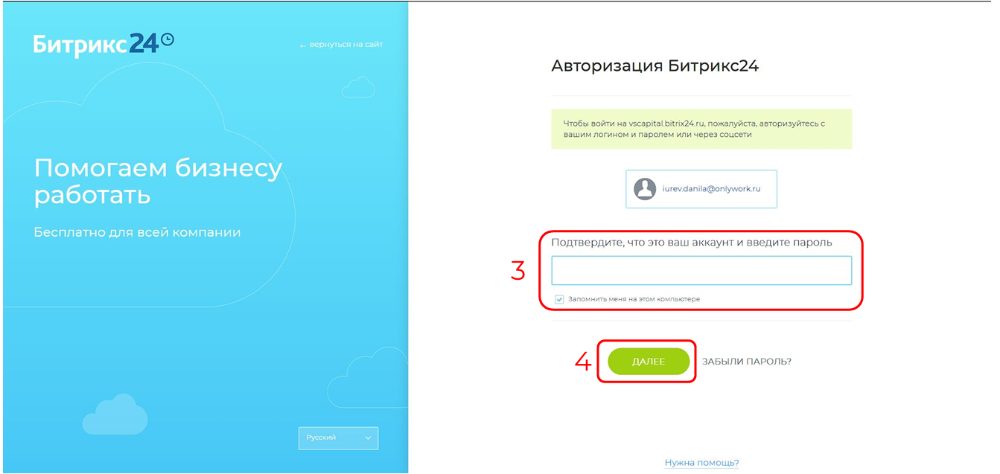 Битрикс24
← вернуться на сайт
Помогаем бизнесу
работать
Бесплатно для всей компании
Русский
Авторизация Битрикс24
Чтобы войти на vscapital.bitrix24.ru, пожалуйста, авторизуйтесь с
вашим логином и паролем или через соцсети
iurev.danila@onlywork.ru
3
Подтвердите, что это ваш аккаунт и введите пароль
Запомнить меня на этом компьютере
4
ДАЛЕЕ
ЗАБЫЛИ ПАРОЛЬ?
Нужна помощь?